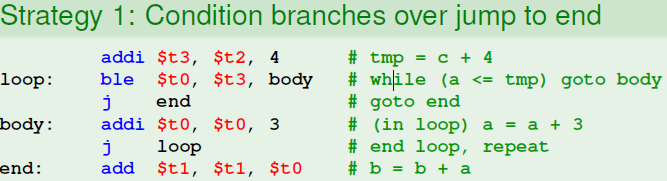 Strategy 1: Condition branches over jump to end
addi $t3, $t2, 4 # tmp = c + 4
loop: ble $t0, $t3, body # while (a <= tmp) goto body
j end # goto end
body: addi $t0, $t0, 3 # (in loop) a = a + 3
j loop # end loop, repeat
end: add $t1, $t1, $t0 # b = b + a